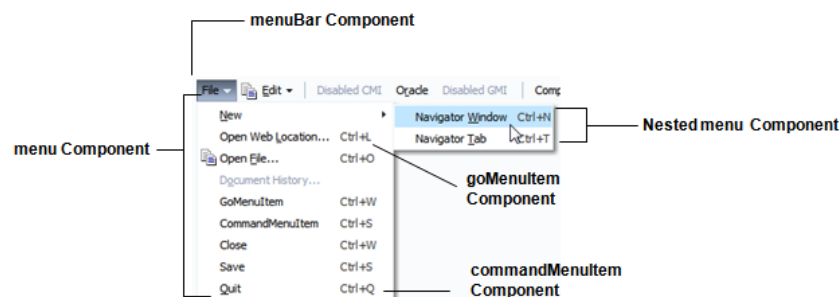 menuBar Component
File Edit Disabled CMI Oracle Disabled GMI
New
Navigator Window Ctrl+N
Open Web Location... Ctrl+L
Navigator Tab Ctrl+T
Nested menu Component
menu Component
Open File... Ctrl+O
Document History...
goMenuItem
Component
GoMenuItem Ctrl+W
CommandMenuItem Ctrl+S
Close Ctrl+W
Save Ctrl+S
commandMenuItem
Component
Quit Ctrl+Q